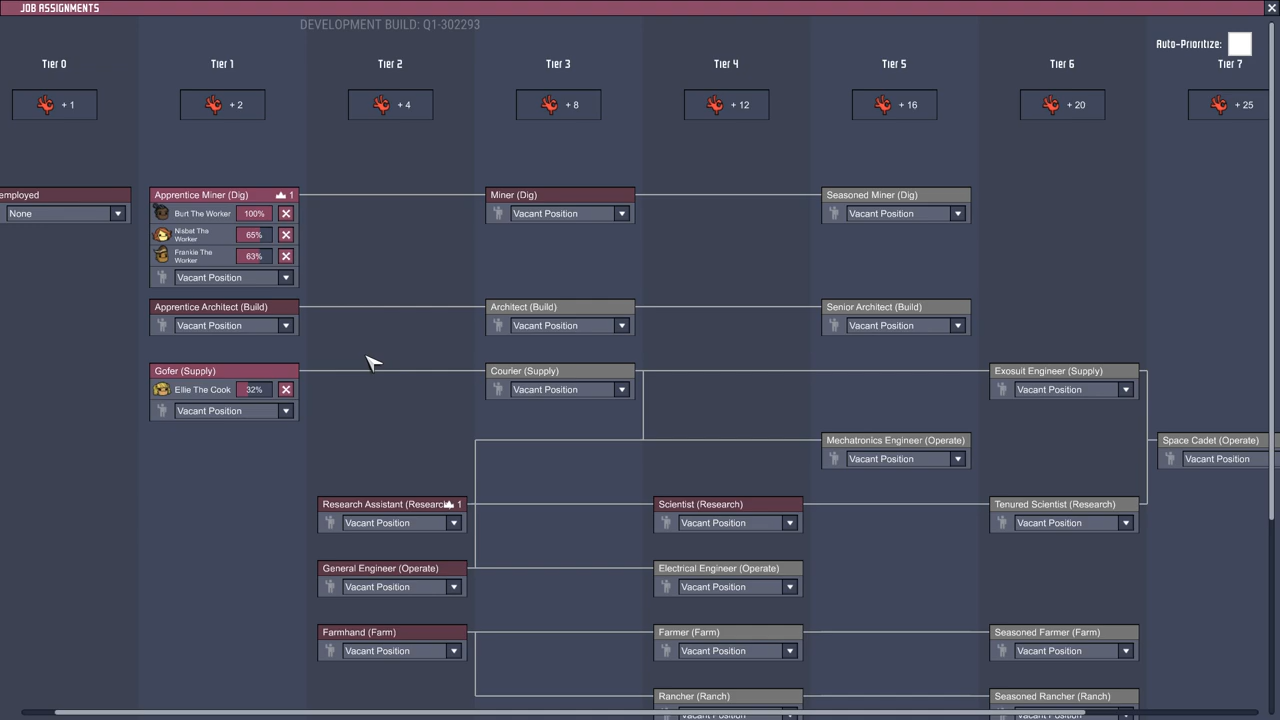 JOB ASSIGNMENTS
DEVELOPMENT BUILD: Q1-302293
Auto-Prioritize:
Tier 0
Tier 1
Tier 2
Tier 3
Tier 4
Tier 5
Tier 6
Tier 7
+ 1
+ 2
+ 4
+ 8
+ 12
+ 16
+ 20
+ 25
employed
None
Apprentice Miner (Dig) 1
Burt The Worker 100%
Nisbet The
Worker
65%
Frankie The
Worker
63%
Vacant Position
Miner (Dig)
Vacant Position
Seasoned Miner (Dig)
Vacant Position
Apprentice Architect (Build)
Vacant Position
Architect (Build)
Vacant Position
Senior Architect (Build)
Vacant Position
Gofer (Supply)
Ellie The Cook 32%
Vacant Position
Courier (Supply)
Vacant Position
Exosuit Engineer (Supply)
Vacant Position
Mechatronics Engineer (Operate)
Vacant Position
Space Cadet (Operate)
Vacant Position
Research Assistant (Research 1
Vacant Position
Scientist (Research)
Vacant Position
Tenured Scientist (Research)
Vacant Position
General Engineer (Operate)
Vacant Position
Electrical Engineer (Operate)
Vacant Position
Farmhand (Farm)
Vacant Position
Farmer (Farm)
Vacant Position
Seasoned Farmer (Farm)
Vacant Position
Rancher (Ranch)
Vacant Position
Seasoned Rancher (Ranch)
Vacant Position